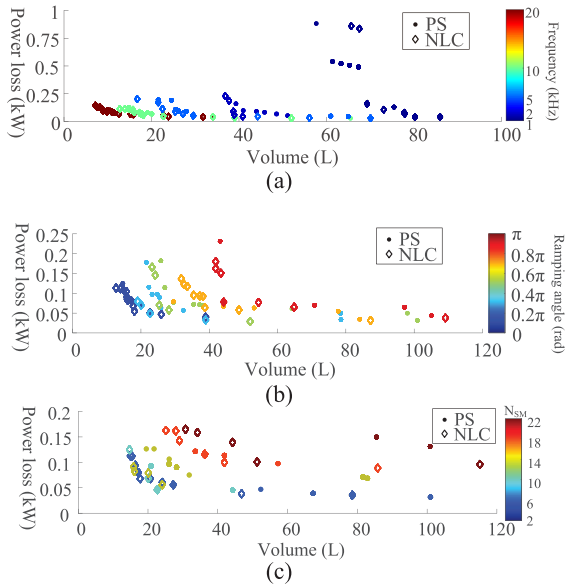 Power loss (kW)
1
0.75
0.5
0.25
0
0 20 40 60 80 100
Volume (L)
PS
NLC
20
10
5
2
1
Frequency (kHz)
(a)
Power loss (kW)
0.25
0.2
0.15
0.1
0.05
0
0 20 40 60 80 100 120
Volume (L)
PS
NLC
π
0.8π
0.6π
0.4π
0.2π
0
Ramping angle (rad)
(b)
Power loss (kW)
0.2
0.15
0.1
0.05
0
0 20 40 60 80 100 120
Volume (L)
PS
NLC
NSM
22
18
14
10
6
2
(c)